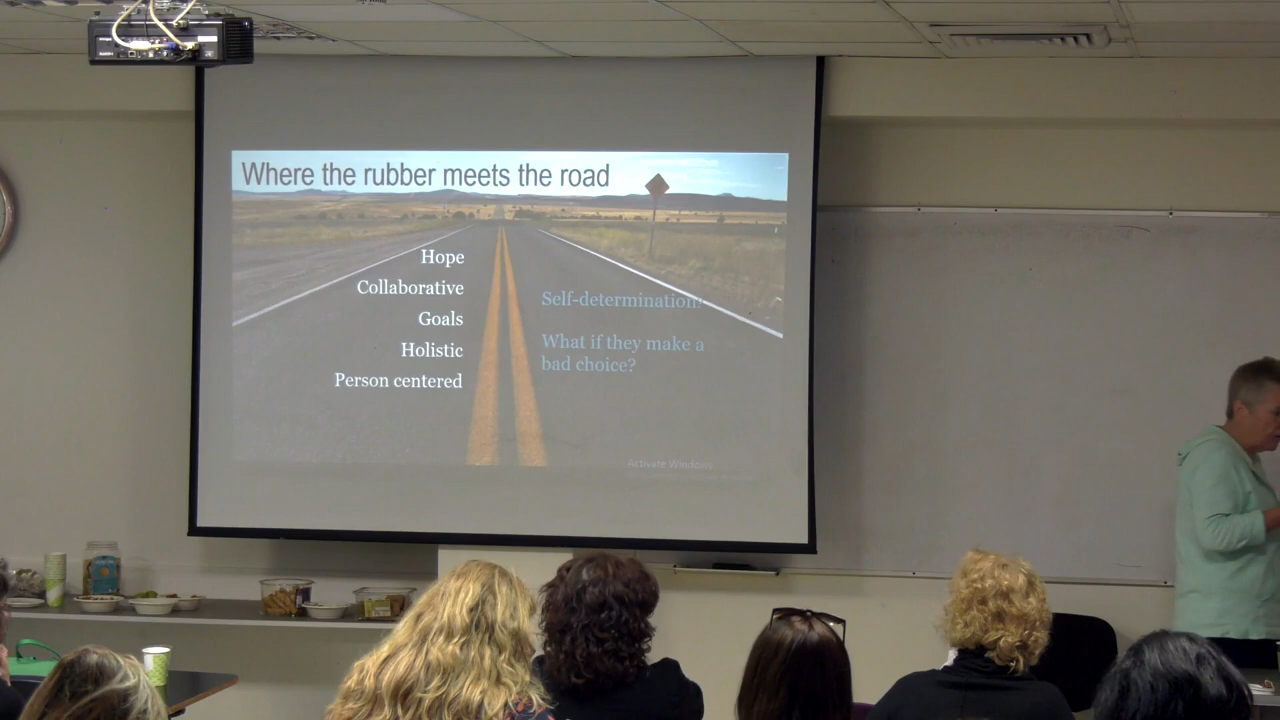 Where the rubber meets the road
Hope
Collaborative
Goals
Holistic
Person centered
Self-determination?
What if they make a
bad choice?
Activate Windows